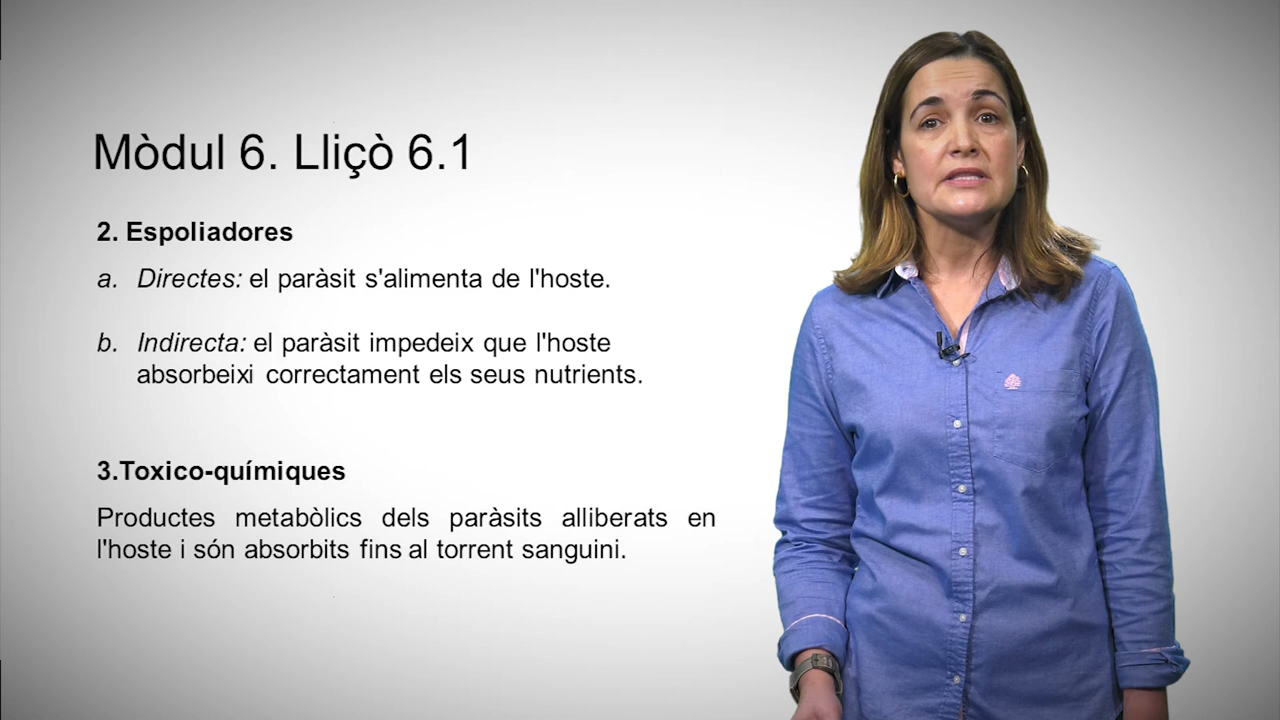 Mòdul 6. Lliçò 6.1
2. Espoliadores
a. Directes: el paràsit s'alimenta de l'hoste.
b. Indirecta: el paràsit impedeix que l'hoste
absorbeixi correctament els seus nutrients.
3.Toxico-químiques
Productes metabòlics dels paràsits alliberats en
l'hoste i són absorbits fins al torrent sanguini.